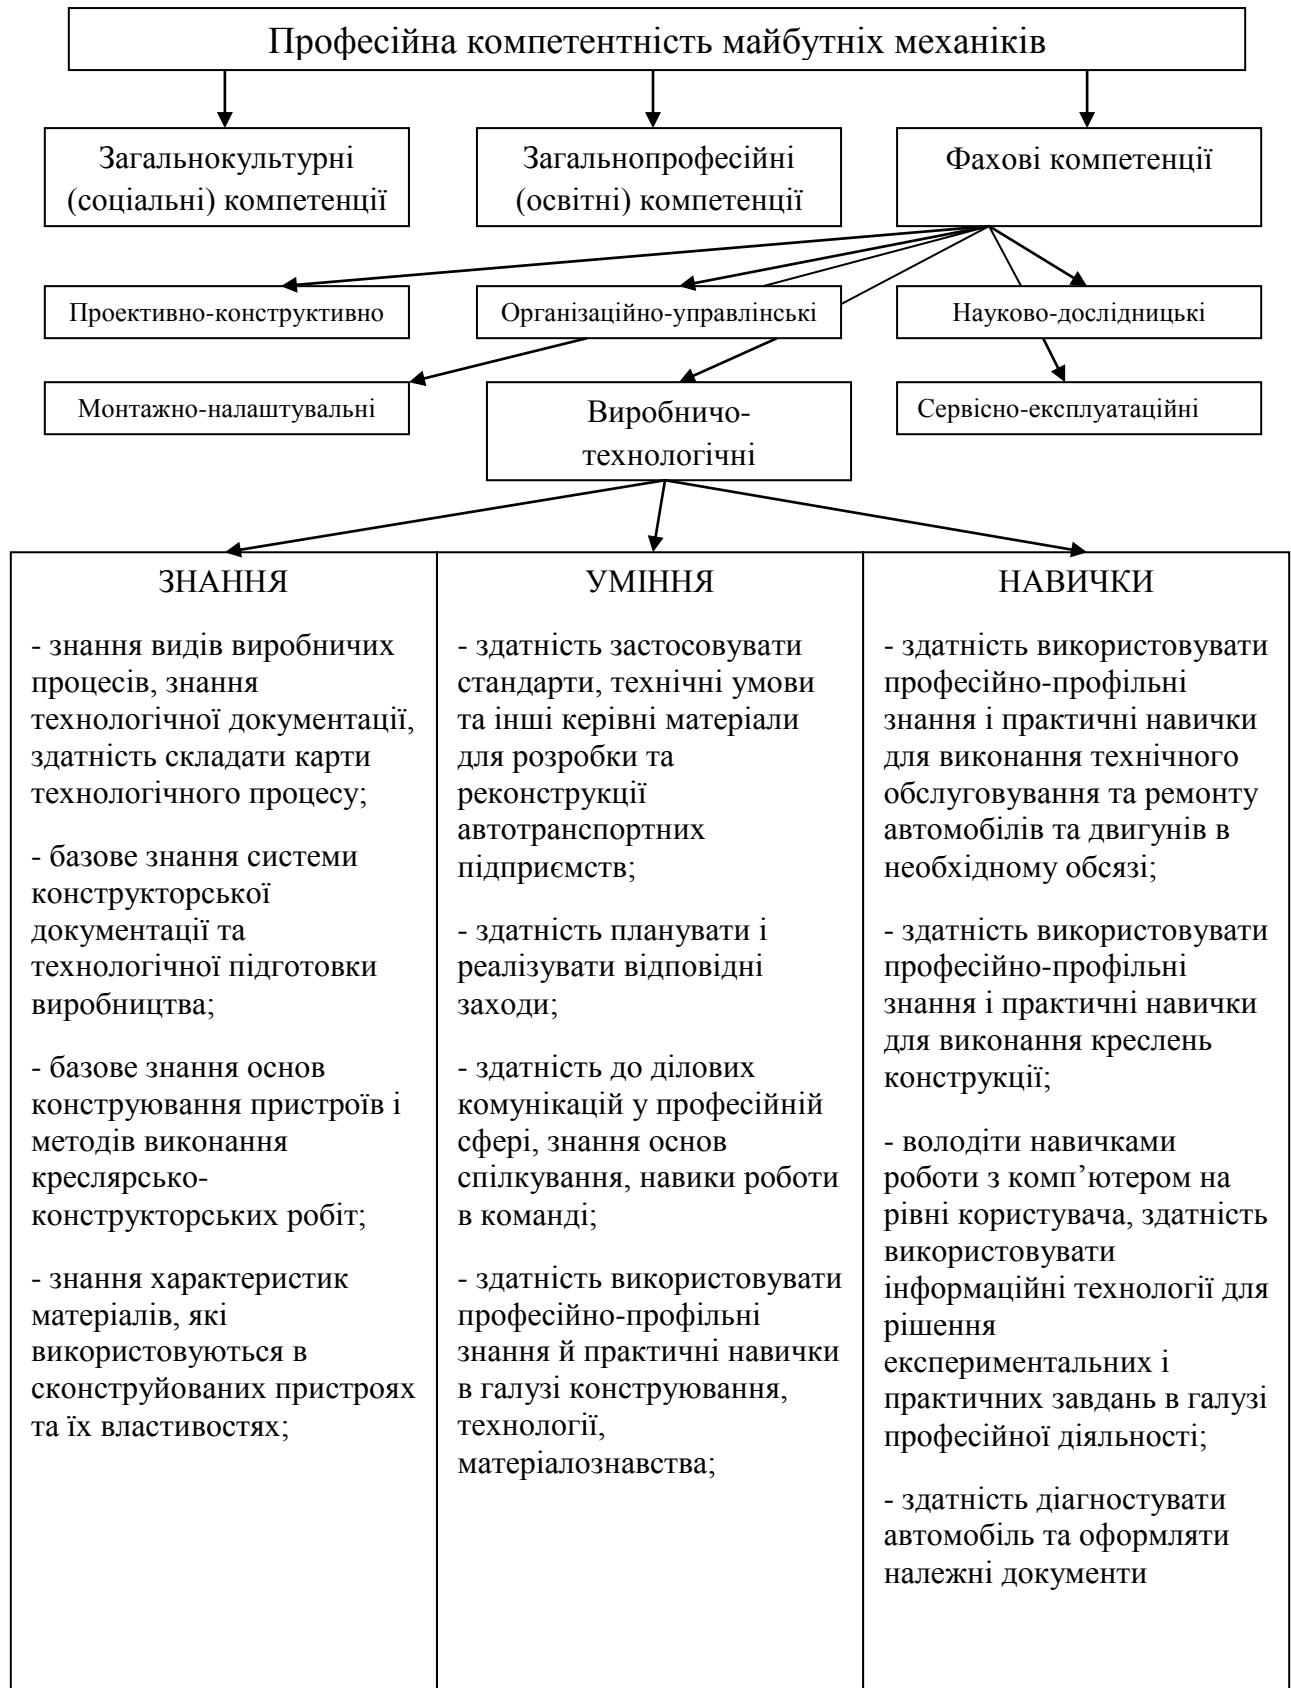 Професійна компетентність майбутніх механіків
Загальнокультурні
(соціальні) компетенції
Загальнопрофесійні
(освітні) компетенції
Фахові компетенції
Проективно-конструктивно
Організаційно-управлінські
Науково-дослідницькі
Монтажно-налаштувальні
Виробничо-
технологічні
Сервісно-експлуатаційні
ЗНАННЯ
- знання видів виробничих
процесів, знання
технологічної документації,
здатність складати карти
технологічного процесу;
- базове знання системи
конструкторської
документації та
технологічної підготовки
виробництва;
- базове знання основ
конструювання пристроїв і
методів виконання
креслярсько-
конструкторських робіт;
- знання характеристик
матеріалів, які
використовуються в
сконструйованих пристроях
та їх властивостях;
УМІННЯ
- здатність застосовувати
стандарти, технічні умови
та інші керівні матеріали
для розробки та
реконструкції
автотранспортних
підприємств;
- здатність планувати і
реалізувати відповідні
заходи;
- здатність до ділових
комунікацій у професійній
сфері, знання основ
спілкування, навики роботи
в команді;
- здатність використовувати
професійно-профільні
знання й практичні навички
в галузі конструювання,
технології,
матеріалознавства;
НАВИЧКИ
- здатність використовувати
професійно-профільні
знання і практичні навички
для виконання технічного
обслуговування та ремонту
автомобілів та двигунів в
необхідному обсязі;
- здатність використовувати
професійно-профільні
знання і практичні навички
для виконання креслень
конструкції;
- володіти навичками
роботи з комп’ютером на
рівні користувача, здатність
використовувати
інформаційні технології для
рішення
експериментальних і
практичних завдань в галузі
професійної діяльності;
- здатність діагностувати
автомобіль та оформляти
належні документи